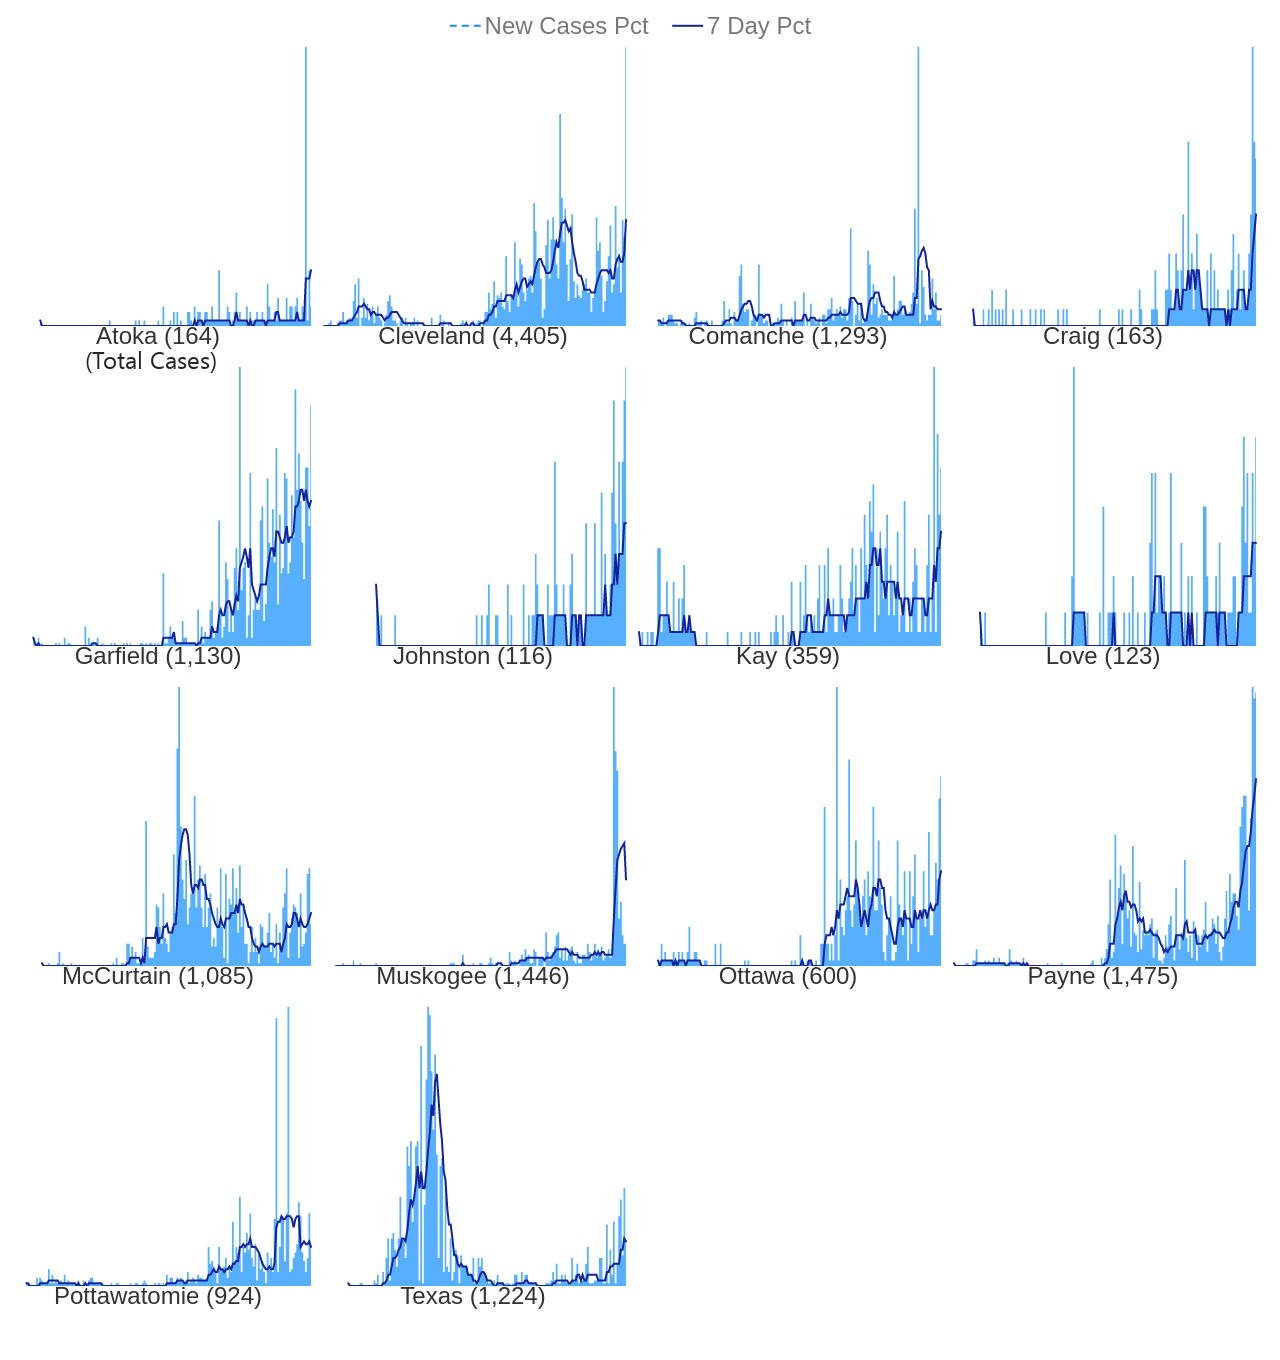 New Cases Pct 7 Day Pct
Atoka (164) Cleveland (4,405) Comanche (1,293) Craig (163)
(Total Cases)
Garfield (1,130) Johnston (116) Kay (359) Love (123)
McCurtain (1,085) Muskogee (1,446) Ottawa (600) Payne (1,475)
Pottawatomie (924) Texas (1,224)